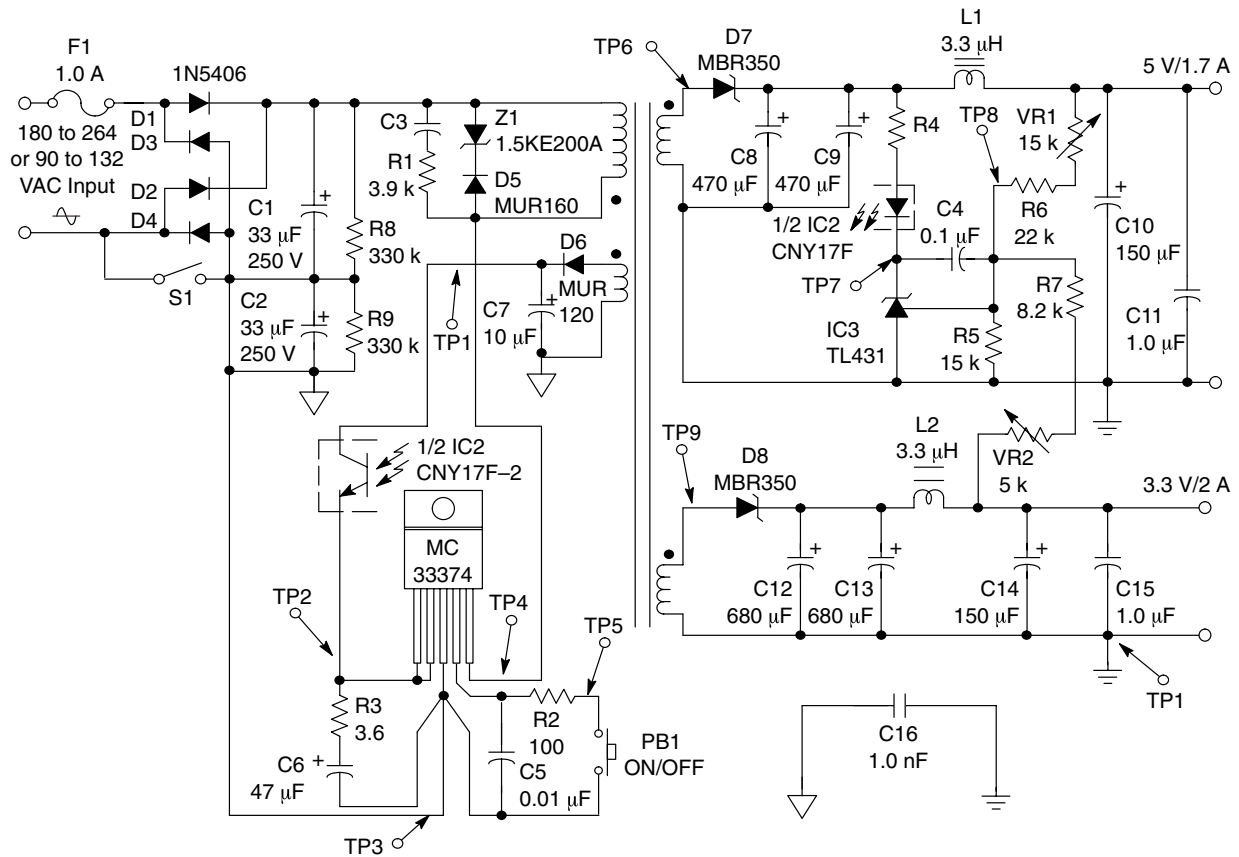 F1
1.0 A
1N5406
D1
D3
180 to 264
or 90 to 132
VAC Input
D2
D4
S1
C1
33 μF
250 V
R8
330 k
C2
33 μF
250 V
R9
330 k
C3
R1
3.9 k
Z1
1.5KE200A
D5
MUR160
D6
MUR
120
C7
10 μF
TP1
1/2 IC2
CNY17F–2
MC
33374
TP2
TP4
TP5
R3
3.6
C6
47 μF
R2
100
C5
0.01 μF
PB1
ON/OFF
TP3
TP6
D7
MBR350
L1
3.3 μH
5 V/1.7 A
C8
470 μF
C9
470 μF
R4
TP8
VR1
15 k
1/2 IC2
CNY17F
C4
0.1 μF
R6
22 k
C10
150 μF
TP7
IC3
TL431
R5
15 k
R7
8.2 k
C11
1.0 μF
TP9
D8
MBR350
L2
3.3 μH
VR2
5 k
3.3 V/2 A
C12
680 μF
C13
680 μF
C14
150 μF
C15
1.0 μF
TP1
C16
1.0 nF